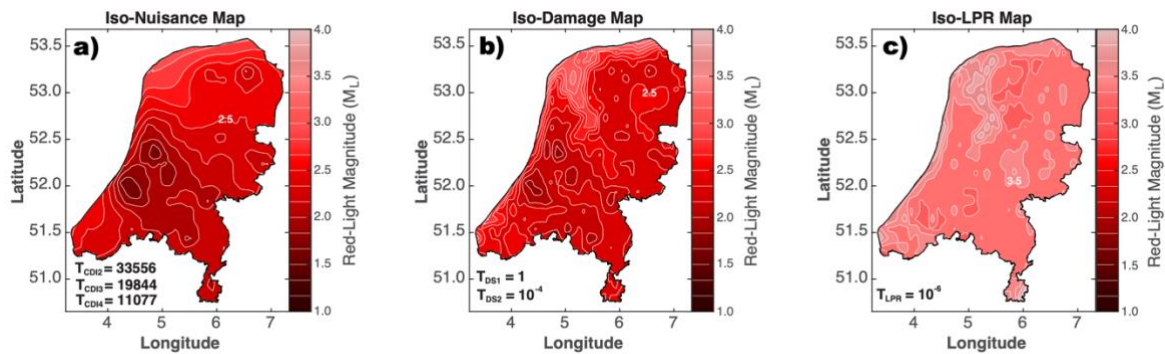 Iso-Nuisance Map
a)
53.5
53.0
52.5
52.0
51.5
51.0
Latitude
2.5
T_CDI2 = 33556
T_CDI3 = 19844
T_CDI4 = 11077
4 5 6 7
Longitude
4.0
3.5
3.0
2.5
2.0
1.5
1.0
Red-Light Magnitude (M_L)
Iso-Damage Map
b)
53.5
53.0
52.5
52.0
51.5
51.0
Latitude
2.5
T_DS1 = 1
T_DS2 = 10^-4
4 5 6 7
Longitude
4.0
3.5
3.0
2.5
2.0
1.5
1.0
Red-Light Magnitude (M_L)
Iso-LPR Map
c)
53.5
53.0
52.5
52.0
51.5
51.0
Latitude
3.5
T_LPR = 10^-6
4 5 6 7
Longitude
4.0
3.5
3.0
2.5
2.0
1.5
1.0
Red-Light Magnitude (M_L)